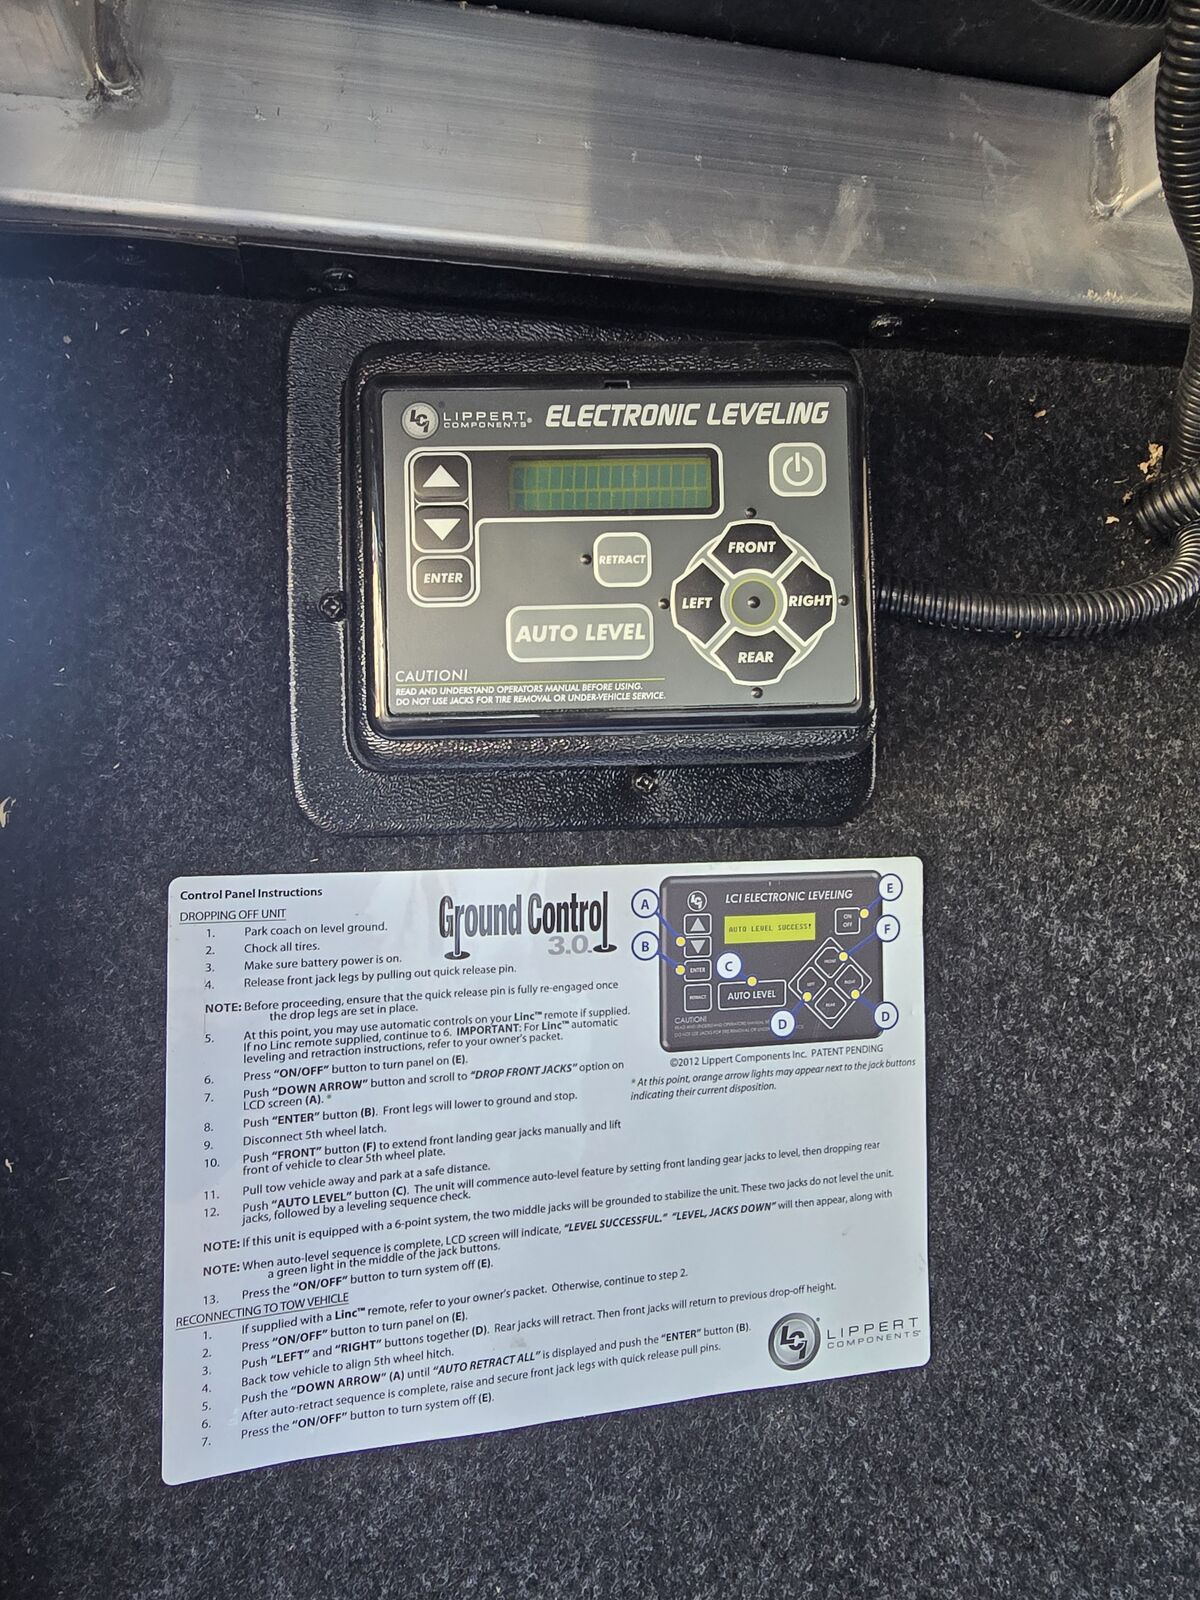 LCI LIPPERT COMPONENTS® ELECTRONIC LEVELING
ENTER
RETRACT
AUTO LEVEL
FRONT
LEFT
RIGHT
REAR
CAUTION!
READ AND UNDERSTAND OPERATORS MANUAL BEFORE USING.
DO NOT USE JACKS FOR TIRE REMOVAL OR UNDER-VEHICLE SERVICE.
Control Panel Instructions
Ground Control 3.0
DROPPING OFF UNIT
1. Park coach on level ground.
2. Chock all tires.
3. Make sure battery power is on.
4. Release front jack legs by pulling out quick release pin.
NOTE: Before proceeding, ensure that the quick release pin is fully re-engaged once
the drop legs are set in place.
5. At this point, you may use automatic controls on your Linc™ remote if supplied.
If no Linc remote supplied, continue to 6. IMPORTANT: For Linc™ automatic
leveling and retraction instructions, refer to your owner's packet.
6. Press "ON/OFF" button to turn panel on (E).
7. Push "DOWN ARROW" button and scroll to "DROP FRONT JACKS" option on
LCD screen (A). *
8. Push "ENTER" button (B). Front legs will lower to ground and stop.
9. Disconnect 5th wheel latch.
10. Push "FRONT" button (F) to extend front landing gear jacks manually and lift
front of vehicle to clear 5th wheel plate.
11. Pull tow vehicle away and park at a safe distance.
12. Push "AUTO LEVEL" button (C). The unit will commence auto-level feature by setting front landing gear jacks to level, then dropping rear
jacks, followed by a leveling sequence check.
NOTE: If this unit is equipped with a 6-point system, the two middle jacks will be grounded to stabilize the unit. These two jacks do not level the unit.
NOTE: When auto-level sequence is complete, LCD screen will indicate, "LEVEL SUCCESSFUL." "LEVEL, JACKS DOWN" will then appear, along with
a green light in the middle of the jack buttons.
13. Press the "ON/OFF" button to turn system off (E).
RECONNECTING TO TOW VEHICLE
1. If supplied with a Linc™ remote, refer to your owner's packet. Otherwise, continue to step 2.
2. Press "ON/OFF" button to turn panel on (E).
3. Push "LEFT" and "RIGHT" buttons together (D). Rear jacks will retract. Then front jacks will return to previous drop-off height.
4. Back tow vehicle to align 5th wheel hitch.
5. Push the "DOWN ARROW" (A) until "AUTO RETRACT ALL" is displayed and push the "ENTER" button (B).
6. After auto-retract sequence is complete, raise and secure front jack legs with quick release pull pins.
7. Press the "ON/OFF" button to turn system off (E).
A
B
C
D
D
E
F
LCI ELECTRONIC LEVELING
AUTO LEVEL SUCCESS!
ON
OFF
ENTER
RETRACT
AUTO LEVEL
FRONT
LEFT
RIGHT
REAR
CAUTION!
©2012 Lippert Components Inc. PATENT PENDING
* At this point, orange arrow lights may appear next to the jack buttons
indicating their current disposition.
LCI LIPPERT COMPONENTS®